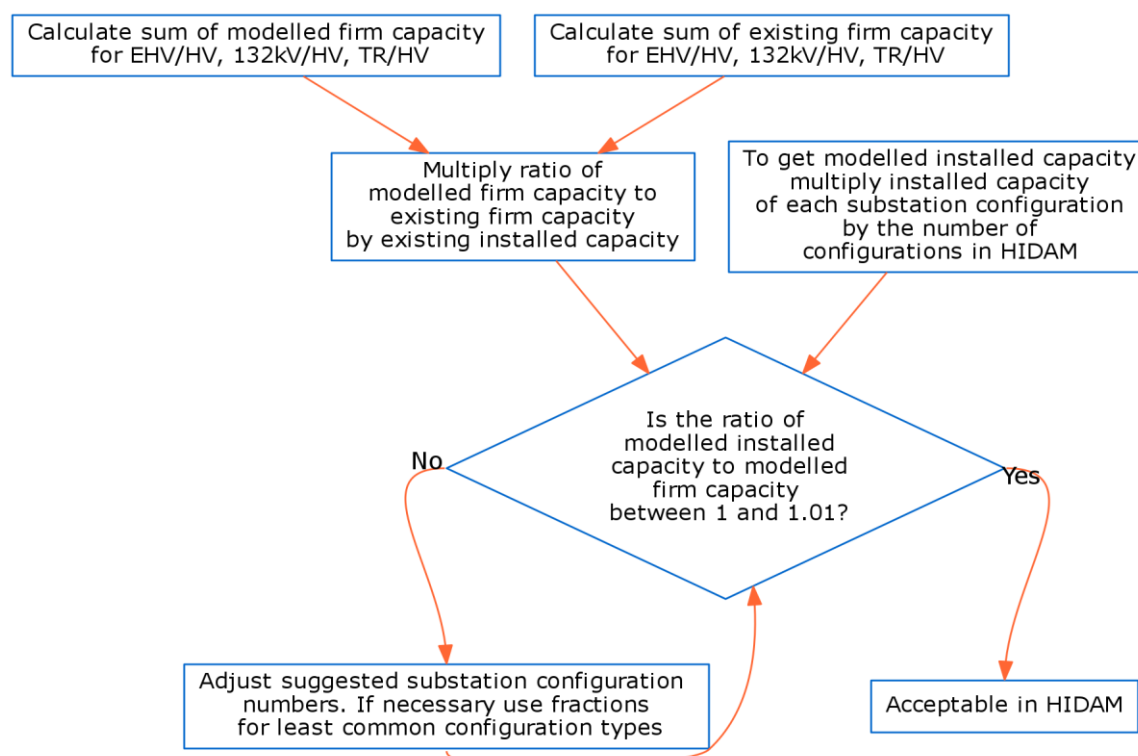 Calculate sum of modelled firm capacity
for EHV/HV, 132kV/HV, TR/HV
Calculate sum of existing firm capacity
for EHV/HV, 132kV/HV, TR/HV
Multiply ratio of
modelled firm capacity to
existing firm capacity
by existing installed capacity
To get modelled installed capacity
multiply installed capacity
of each substation configuration
by the number of
configurations in HIDAM
Is the ratio of
modelled installed
capacity to modelled
firm capacity
between 1 and 1.01?
No
Yes
Adjust suggested substation configuration
numbers. If necessary use fractions
for least common configuration types
Acceptable in HIDAM